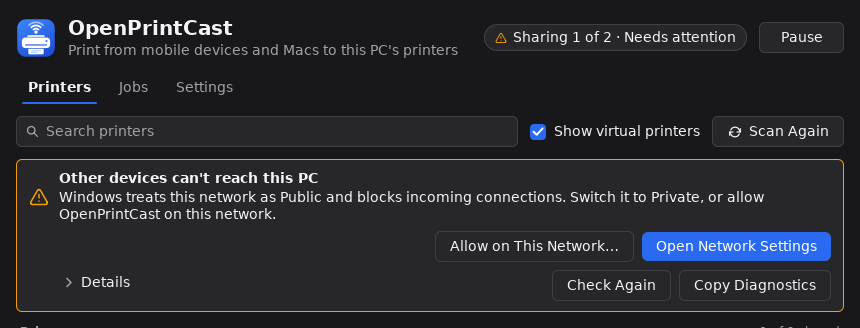 OpenPrintCast
Print from mobile devices and Macs to this PC's printers
Sharing 1 of 2 · Needs attention
Pause
Printers
Jobs
Settings
Search printers
Show virtual printers
Scan Again
Other devices can't reach this PC
Windows treats this network as Public and blocks incoming connections. Switch it to Private, or allow
OpenPrintCast on this network.
Allow on This Network...
Open Network Settings
Details
Check Again
Copy Diagnostics